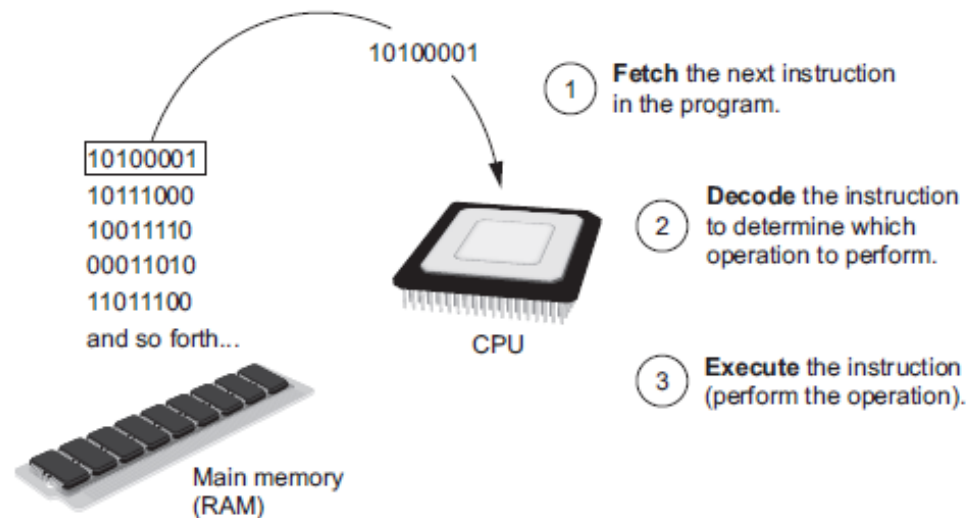 10100001
1
Fetch the next instruction
in the program.
10100001
10111000
10011110
00011010
11011100
and so forth...
CPU
2
Decode the instruction
to determine which
operation to perform.
3
Execute the instruction
(perform the operation).
Main memory
(RAM)